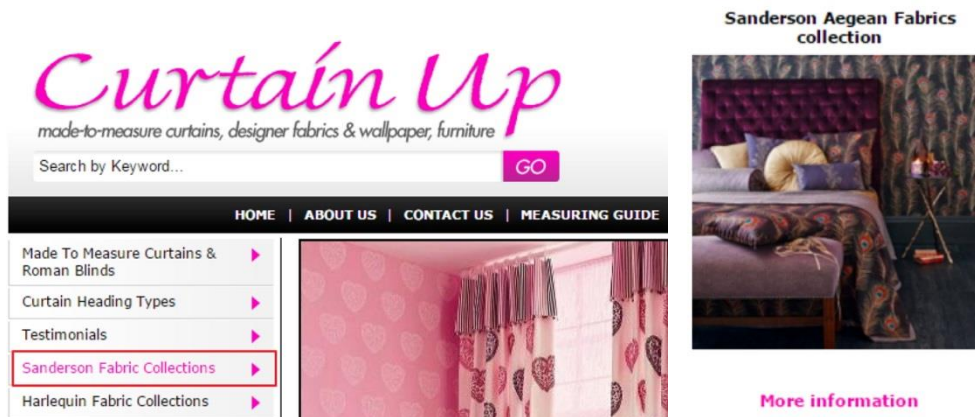 Curtain Up
made-to-measure curtains, designer fabrics & wallpaper, furniture
Search by Keyword...
GO
HOME | ABOUT US | CONTACT US | MEASURING GUIDE
Made To Measure Curtains &
Roman Blinds
Curtain Heading Types
Testimonials
Sanderson Fabric Collections
Harlequin Fabric Collections
Sanderson Aegean Fabrics
collection
More information